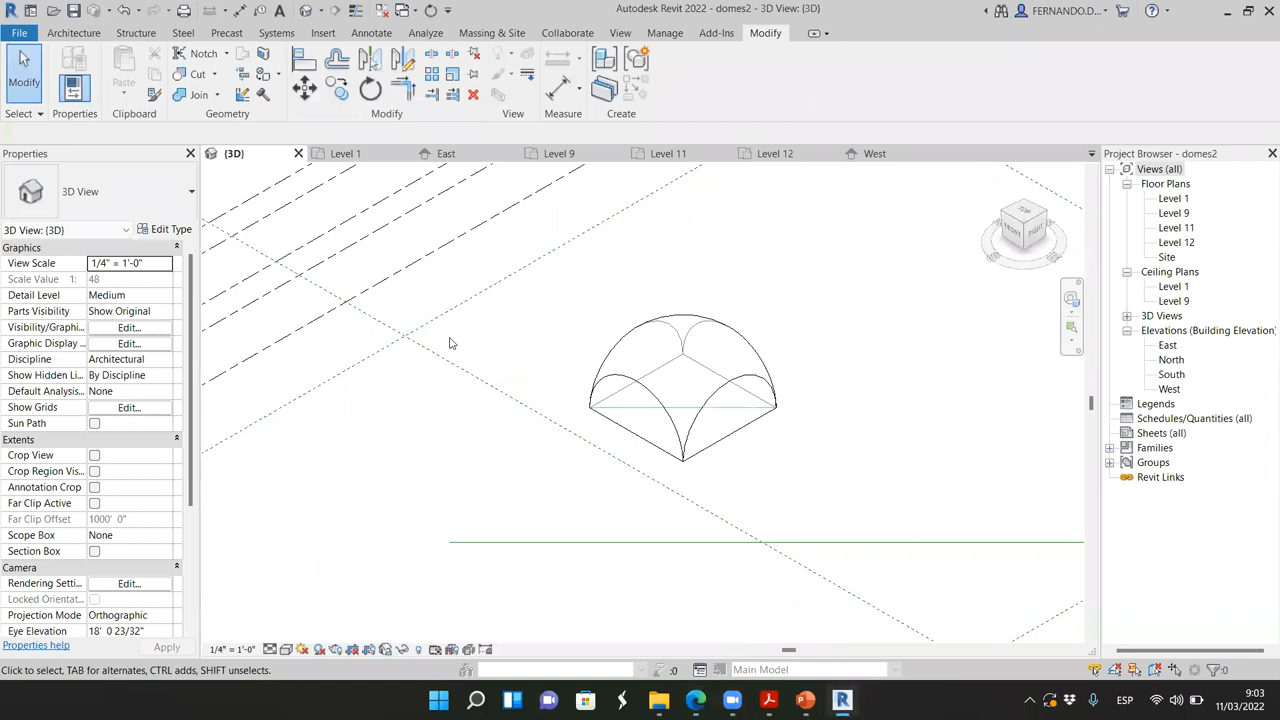 Autodesk Revit 2022 - domes2 - 3D View: {3D}
FERNANDO.D...
File Architecture Structure Steel Precast Systems Insert Annotate Analyze Massing & Site Collaborate View Manage Add-Ins Modify
Modify
Paste
Notch
Cut
Join
Select Properties Clipboard Geometry Modify View Measure Create
Properties
{3D} Level 1 East Level 9 Level 11 Level 12 West
Project Browser - domes2
3D View
3D View: {3D}
Edit Type
Graphics
View Scale 1/4" = 1'-0"
Scale Value 1: 48
Detail Level Medium
Parts Visibility Show Original
Visibility/Graphi... Edit...
Graphic Display ... Edit...
Discipline Architectural
Show Hidden Li... By Discipline
Default Analysis... None
Show Grids Edit...
Sun Path
Extents
Crop View
Crop Region Vis...
Annotation Crop
Far Clip Active
Far Clip Offset 1000' 0"
Scope Box None
Section Box
Camera
Rendering Setti... Edit...
Locked Orientat...
Projection Mode Orthographic
Eye Elevation 18' 0 23/32"
Properties help
Apply
TOP
FRONT
RIGHT
Views (all)
Floor Plans
Level 1
Level 9
Level 11
Level 12
Site
Ceiling Plans
Level 1
Level 9
3D Views
Elevations (Building Elevation)
East
North
South
West
Legends
Schedules/Quantities (all)
Sheets (all)
Families
Groups
Revit Links
1/4" = 1'-0"
Click to select, TAB for alternates, CTRL adds, SHIFT unselects.
:0
Main Model
:0
ESP
9:03
11/03/2022